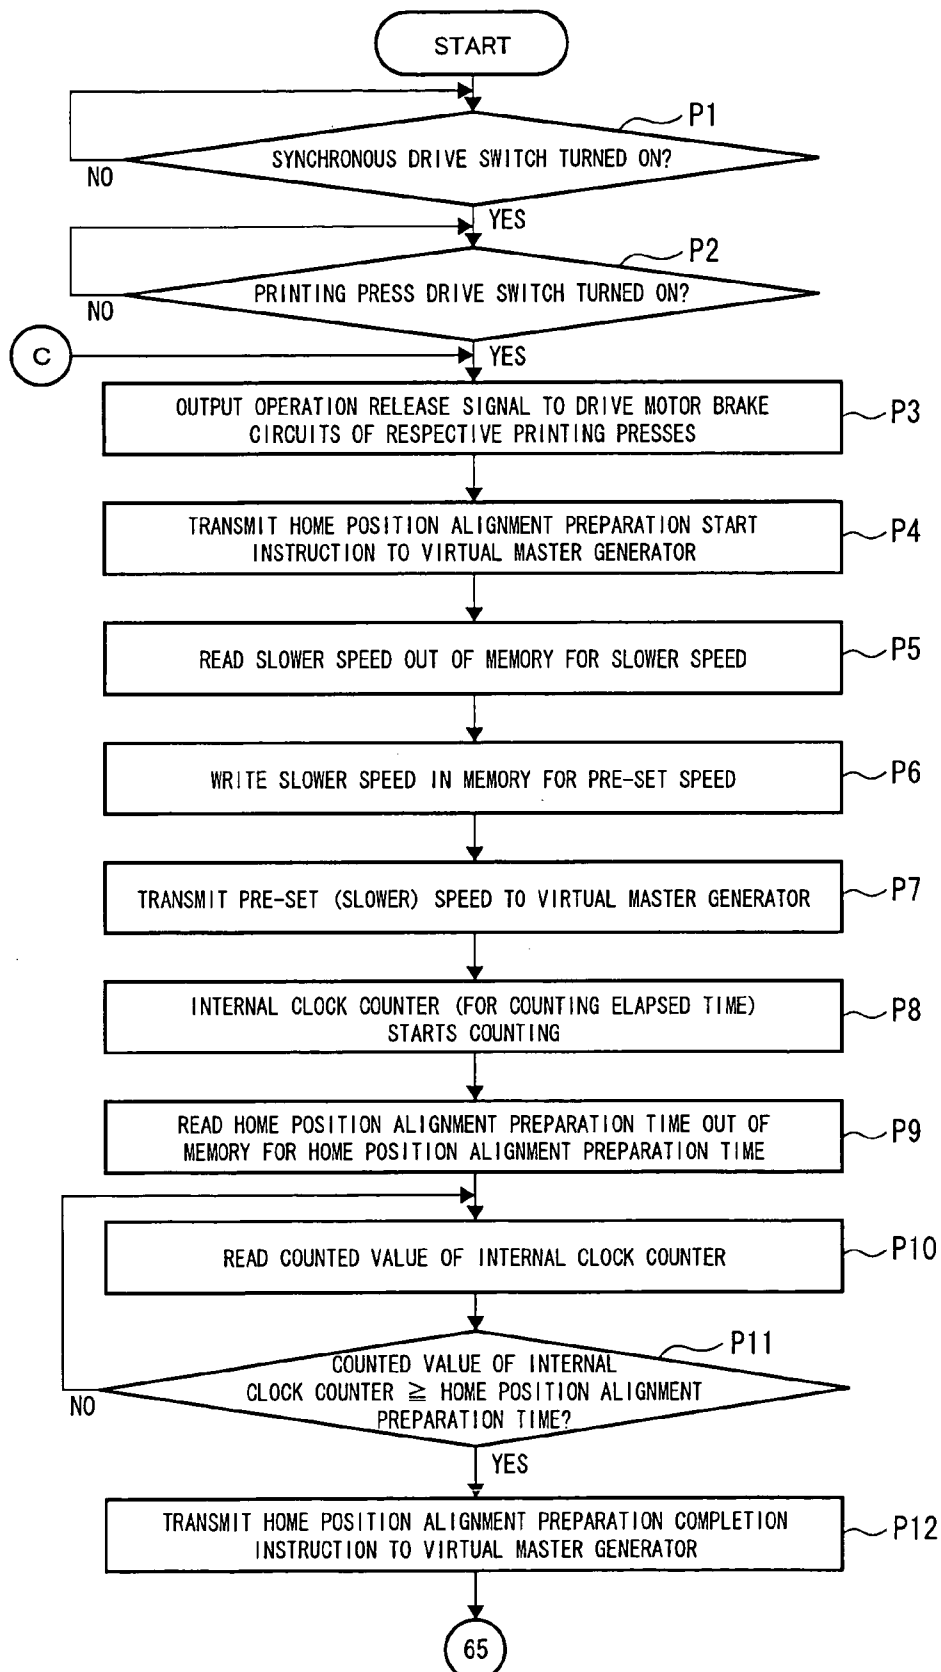 START
P1
SYNCHRONOUS DRIVE SWITCH TURNED ON?
NO
YES
P2
PRINTING PRESS DRIVE SWITCH TURNED ON?
NO
C
YES
OUTPUT OPERATION RELEASE SIGNAL TO DRIVE MOTOR BRAKE
CIRCUITS OF RESPECTIVE PRINTING PRESSES
P3
TRANSMIT HOME POSITION ALIGNMENT PREPARATION START
INSTRUCTION TO VIRTUAL MASTER GENERATOR
P4
READ SLOWER SPEED OUT OF MEMORY FOR SLOWER SPEED
P5
WRITE SLOWER SPEED IN MEMORY FOR PRE-SET SPEED
P6
TRANSMIT PRE-SET (SLOWER) SPEED TO VIRTUAL MASTER GENERATOR
P7
INTERNAL CLOCK COUNTER (FOR COUNTING ELAPSED TIME)
STARTS COUNTING
P8
READ HOME POSITION ALIGNMENT PREPARATION TIME OUT OF
MEMORY FOR HOME POSITION ALIGNMENT PREPARATION TIME
P9
READ COUNTED VALUE OF INTERNAL CLOCK COUNTER
P10
P11
COUNTED VALUE OF INTERNAL
CLOCK COUNTER ≧ HOME POSITION ALIGNMENT
PREPARATION TIME?
NO
YES
TRANSMIT HOME POSITION ALIGNMENT PREPARATION COMPLETION
INSTRUCTION TO VIRTUAL MASTER GENERATOR
P12
65